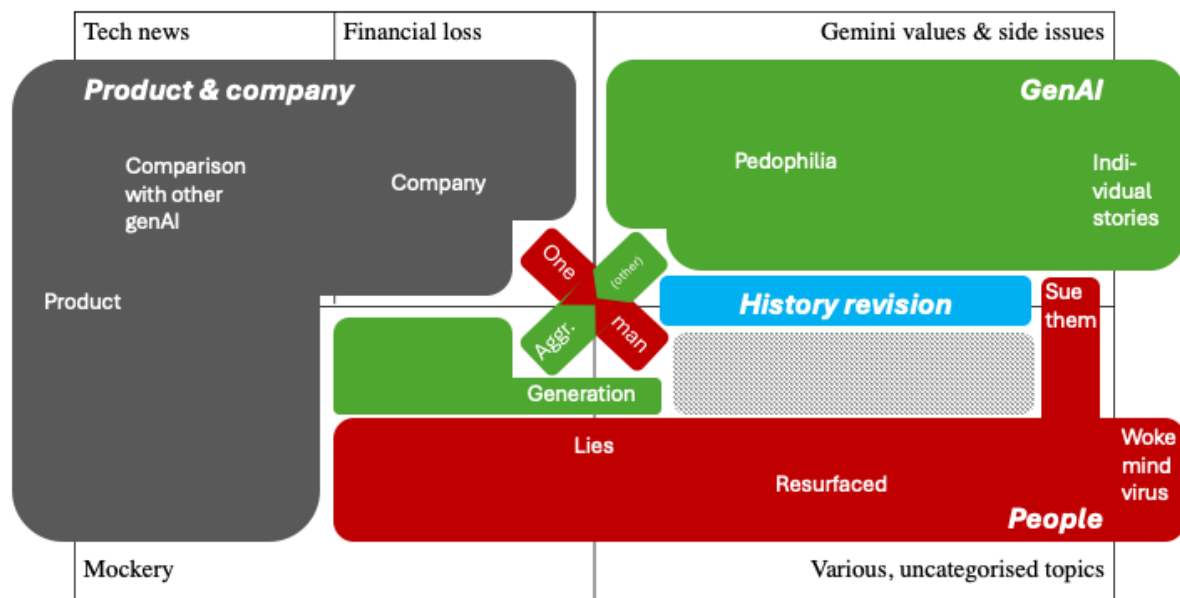 Tech news
Financial loss
Gemini values & side issues
Product & company
GenAI
Comparison
with other
genAI
Company
Pedophilia
Indi-
vidual
stories
Product
One
(other)
Aggr.
man
History revision
Sue
them
Generation
Lies
Resurfaced
Woke
mind
virus
People
Mockery
Various, uncategorised topics